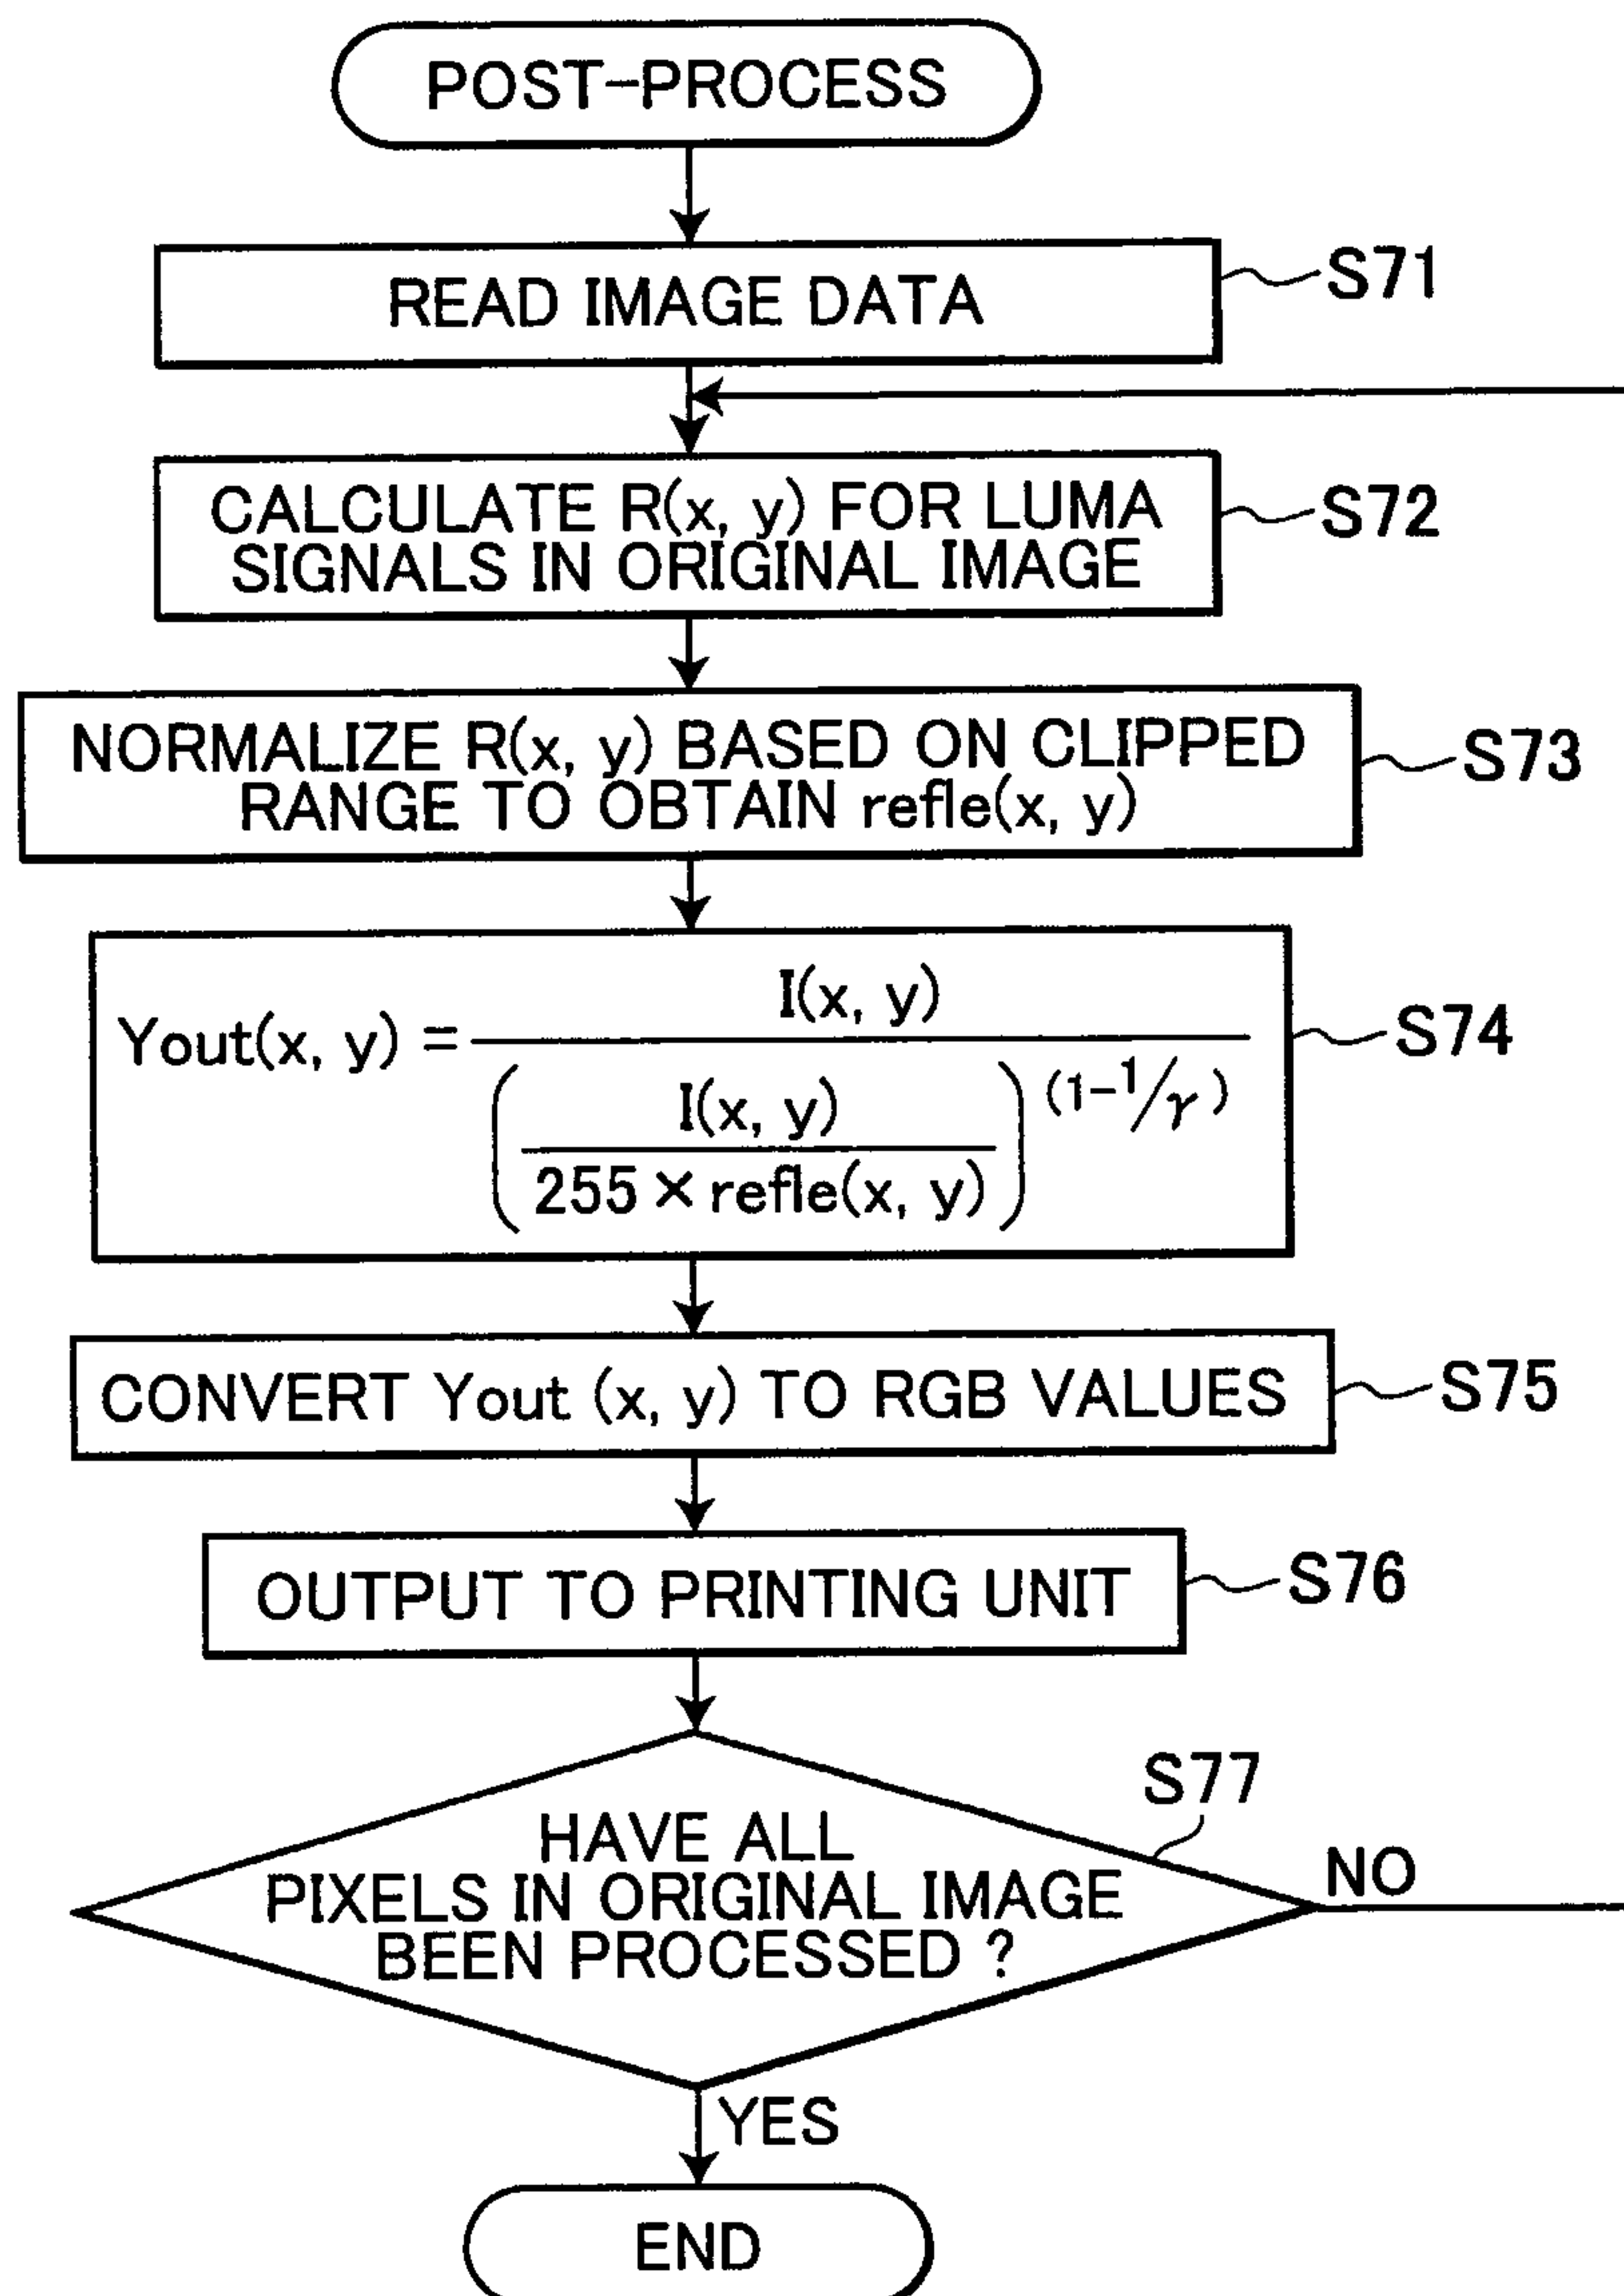 POST-PROCESS
READ IMAGE DATA
S71
CALCULATE R(x, y) FOR LUMA
SIGNALS IN ORIGINAL IMAGE
S72
NORMALIZE R(x, y) BASED ON CLIPPED
RANGE TO OBTAIN refle(x, y)
S73
I(x, y)
Yout(x, y) =
I(x, y)
255 × refle(x, y)
(1-1/γ)
S74
CONVERT Yout (x, y) TO RGB VALUES
S75
OUTPUT TO PRINTING UNIT
S76
S77
HAVE ALL
PIXELS IN ORIGINAL IMAGE
BEEN PROCESSED ?
NO
YES
END